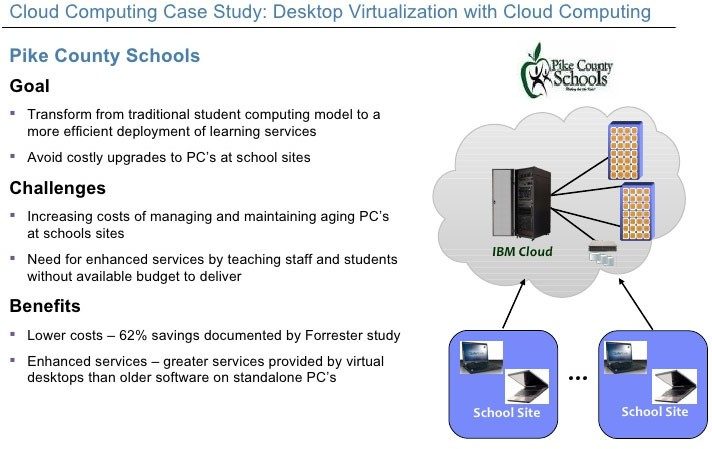 Cloud Computing Case Study: Desktop Virtualization with Cloud Computing
Pike County Schools
Goal
▪ Transform from traditional student computing model to a
more efficient deployment of learning services
▪ Avoid costly upgrades to PC's at school sites
Challenges
▪ Increasing costs of managing and maintaining aging PC's
at schools sites
▪ Need for enhanced services by teaching staff and students
without available budget to deliver
Benefits
▪ Lower costs – 62% savings documented by Forrester study
▪ Enhanced services – greater services provided by virtual
desktops than older software on standalone PC's
Pike County
Schools
IBM Cloud
...
School Site
School Site